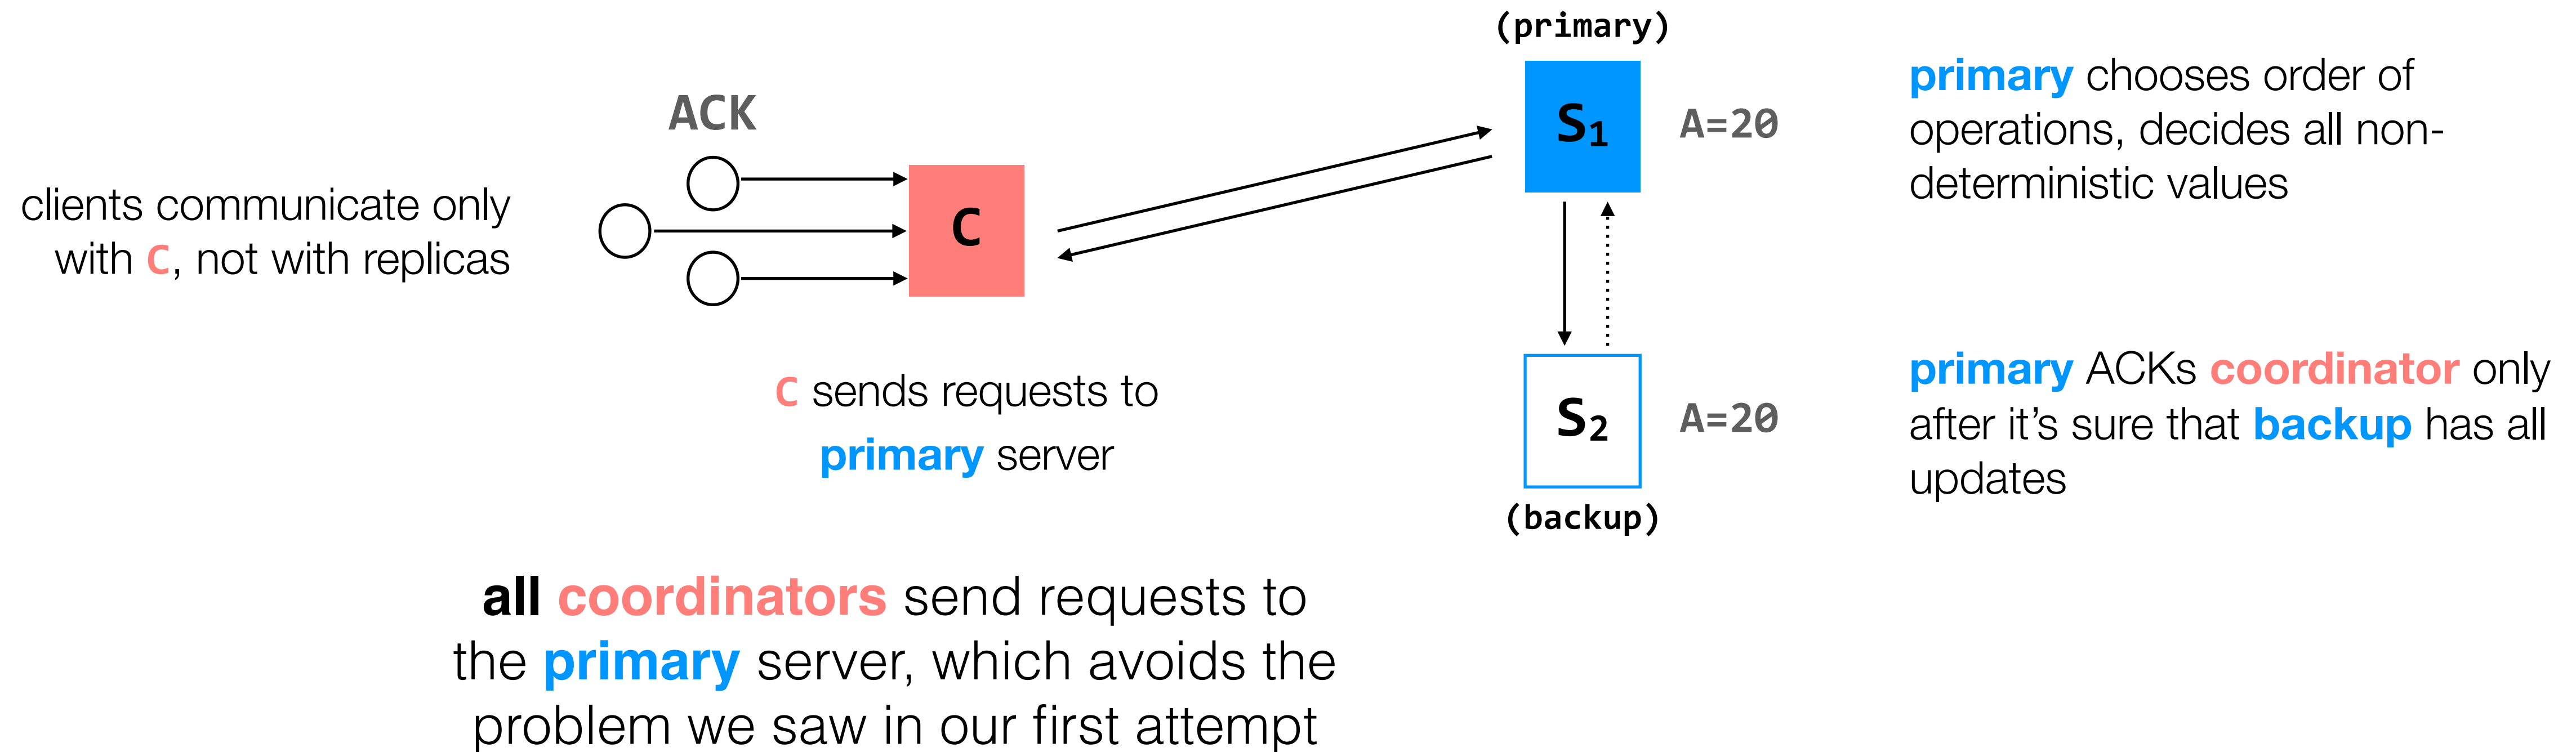 clients communicate only
with C, not with replicas
ACK
C
C sends requests to
primary server
(primary)
S₁
A=20
S₂
A=20
(backup)
primary chooses order of
operations, decides all non-
deterministic values
primary ACKs coordinator only
after it’s sure that backup has all
updates
all coordinators send requests to
the primary server, which avoids the
problem we saw in our first attempt